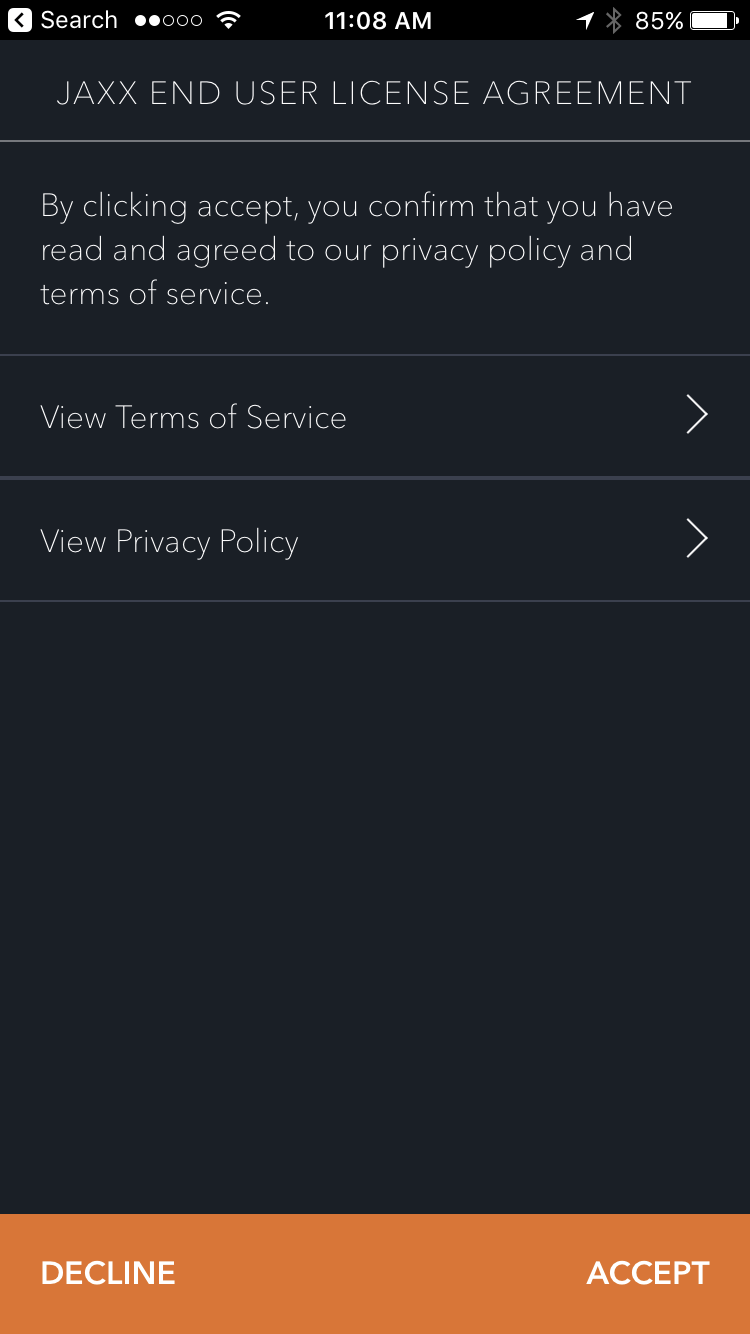 Search 11:08 AM 85%
JAXX END USER LICENSE AGREEMENT
By clicking accept, you confirm that you have
read and agreed to our privacy policy and
terms of service.
View Terms of Service
View Privacy Policy
DECLINE ACCEPT